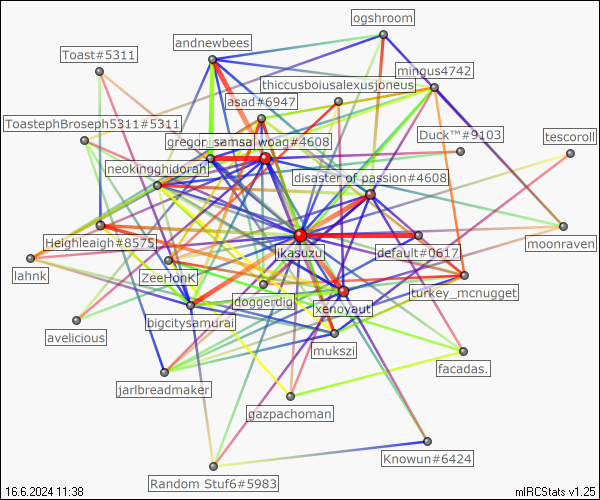 ogshroom
andnewbees
Toast#5311
mingus4742
thiccusboiusalexusjoneus
asad#6947
ToastephBroseph5311#5311
Duck™#9103
tescoroll
gregor_samsa_woag#4608
neokingghidorah
disaster of passion#4608
Heighleigh#8575
ikasuzu
default#0617
moonraven
lahnk
ZeeHonK
doggerdigi
xenoyaut
turkey_mcnugget
bigcitysamurai
avelicious
mukszi
facadas.
jarlbreadmaker
gazpachoman
Knowun#6424
Random Stuf6#5983
16.6.2024 11:38
mIRCStats v1.25